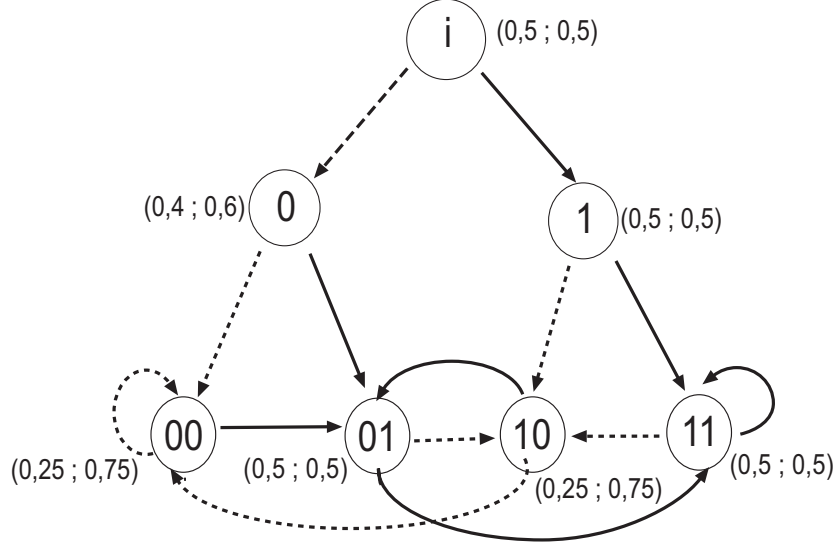 i (0,5 ; 0,5)
(0,4 ; 0,6) 0
1 (0,5 ; 0,5)
00 01 10 11
(0,25 ; 0,75) (0,5 ; 0,5) (0,25 ; 0,75) (0,5 ; 0,5)